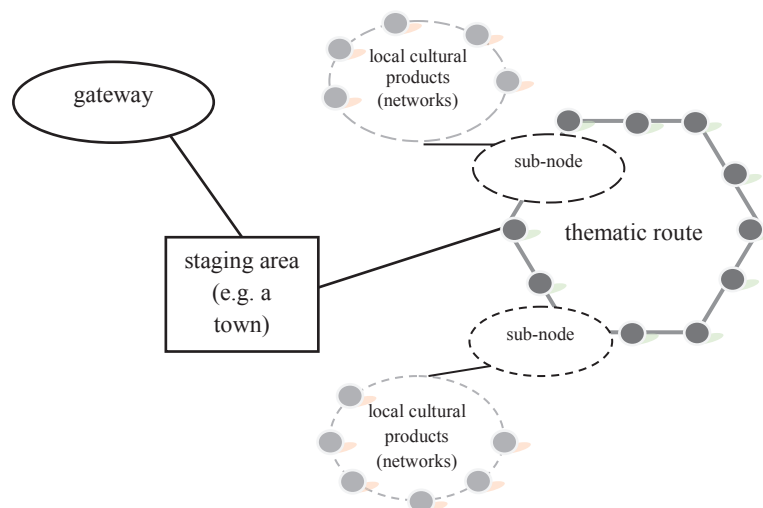 local cultural
products
(networks)
gateway
sub-node
thematic route
staging area
(e.g. a
town)
sub-node
local cultural
products
(networks)